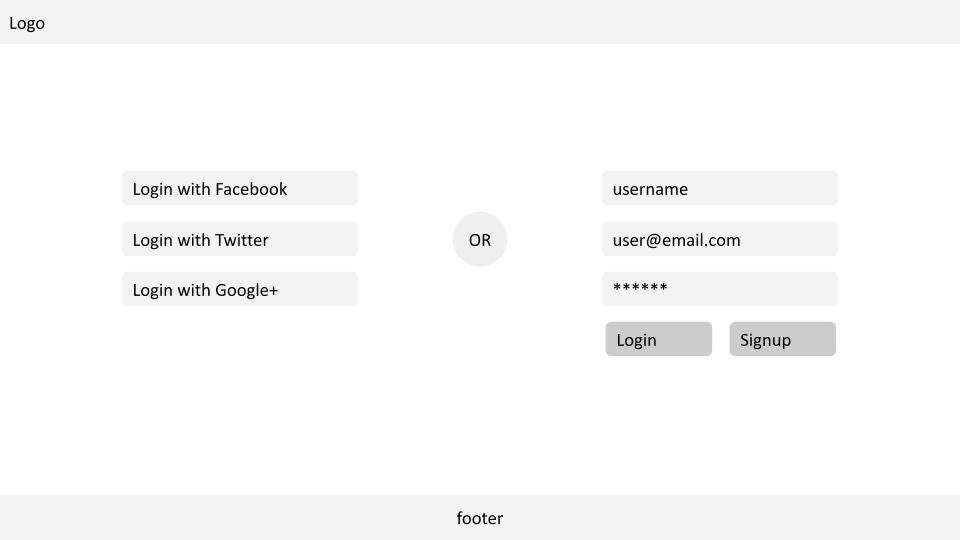 Logo
Login with Facebook
Login with Twitter
Login with Google+
OR
username
user@email.com
******
Login
Signup
footer